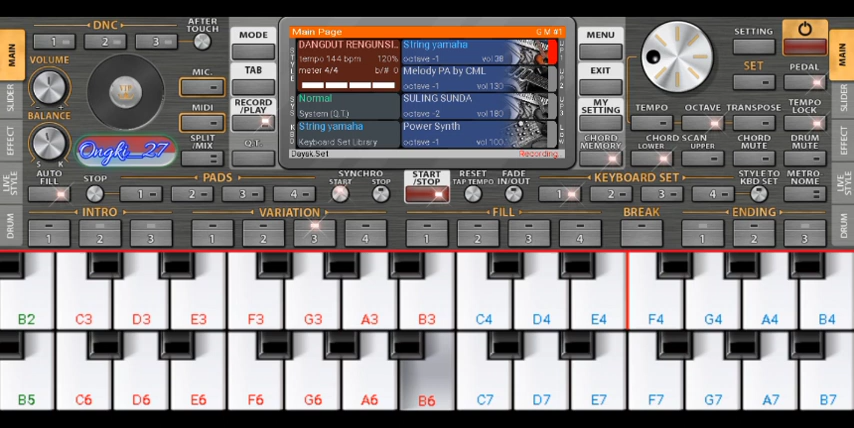 DNC
AFTER TOUCH
1 2 3
MAIN
SLIDER
EFFECT
LIVE STYLE
DRUM
VOLUME
BALANCE
K S
Ongki_27
MIC.
MIDI
SPLIT /MIX
MODE
TAB
RECORD /PLAY
Q.T.
Main Page GM #1
DANGDUT RENGUNSI..
tempo 144 bpm 120%
meter 4/4 b/# 0
Normal
System (Q.T.)
String yamaha
Keyboard Set Library
String yamaha
octave -1 vol 38
Melody PA by CML
octave -1 vol 130
SULING SUNDA
octave -2 vol 180
Power Synth
octave -1 vol 100
Dayak Set Recording
MENU
EXIT
MY SETTING
CHORD MEMORY
SETTING
SET
PEDAL
TEMPO OCTAVE TRANSPOSE TEMPO LOCK
CHORD SCAN
LOWER UPPER
CHORD MUTE
DRUM MUTE
MAIN
SLIDER
EFFECT
LIVE STYLE
DRUM
AUTO FILL
STOP
PADS
1 2 3 4
SYNCHRO
START STOP
START /STOP
RESET TAP TEMPO
FADE IN/OUT
KEYBOARD SET
1 2 3 4
STYLE TO KBD SET
METRO NOME
INTRO
1 2 3
VARIATION
1 2 3 4
FILL
1 2 3 4
BREAK
ENDING
1 2 3
B2 C3 D3 E3 F3 G3 A3 B3 C4 D4 E4 F4 G4 A4 B4
B5 C6 D6 E6 F6 G6 A6 B6 C7 D7 E7 F7 G7 A7 B7